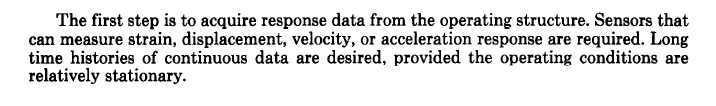 The first step is to acquire response data from the operating structure. Sensors that
can measure strain, displacement, velocity, or acceleration response are required. Long
time histories of continuous data are desired, provided the operating conditions are
relatively stationary.